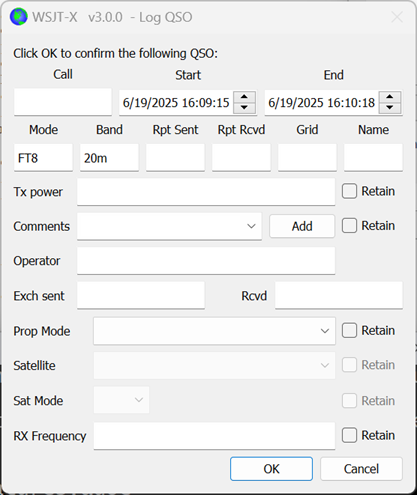 WSJT-X v3.0.0 - Log QSO
Click OK to confirm the following QSO:
Call Start End
6/19/2025 16:09:15 6/19/2025 16:10:18
Mode Band Rpt Sent Rpt Rcvd Grid Name
FT8 20m
Tx power Retain
Comments Add Retain
Operator
Exch sent Rcvd
Prop Mode Retain
Satellite Retain
Sat Mode Retain
RX Frequency Retain
OK Cancel